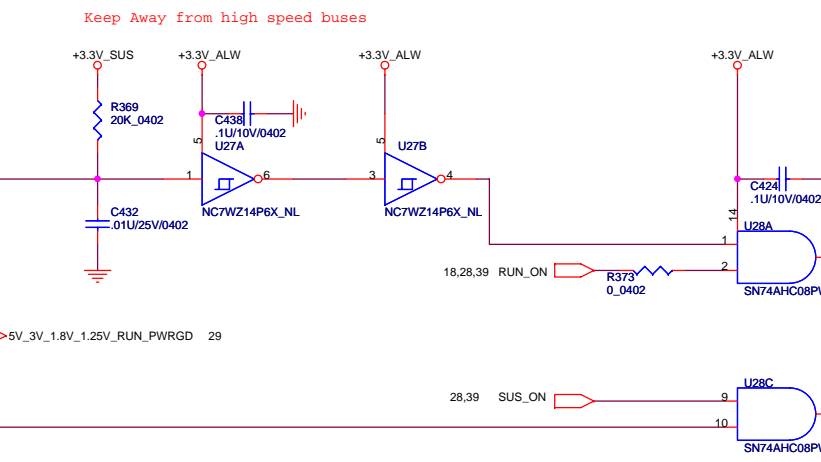 Keep Away from high speed buses
+3.3V_SUS
+3.3V_ALW
+3.3V_ALW
+3.3V_ALW
R369
20K_0402
C438
.1U/10V/0402
U27A
5
1
6
NC7WZ14P6X_NL
U27B
5
3
4
NC7WZ14P6X_NL
C432
.01U/25V/0402
C424
.1U/10V/0402
14
U28A
1
2
SN74AHC08PW
18,28,39 RUN_ON
R373
0_0402
5V_3V_1.8V_1.25V_RUN_PWRGD 29
28,39 SUS_ON
U28C
9
10
SN74AHC08PW